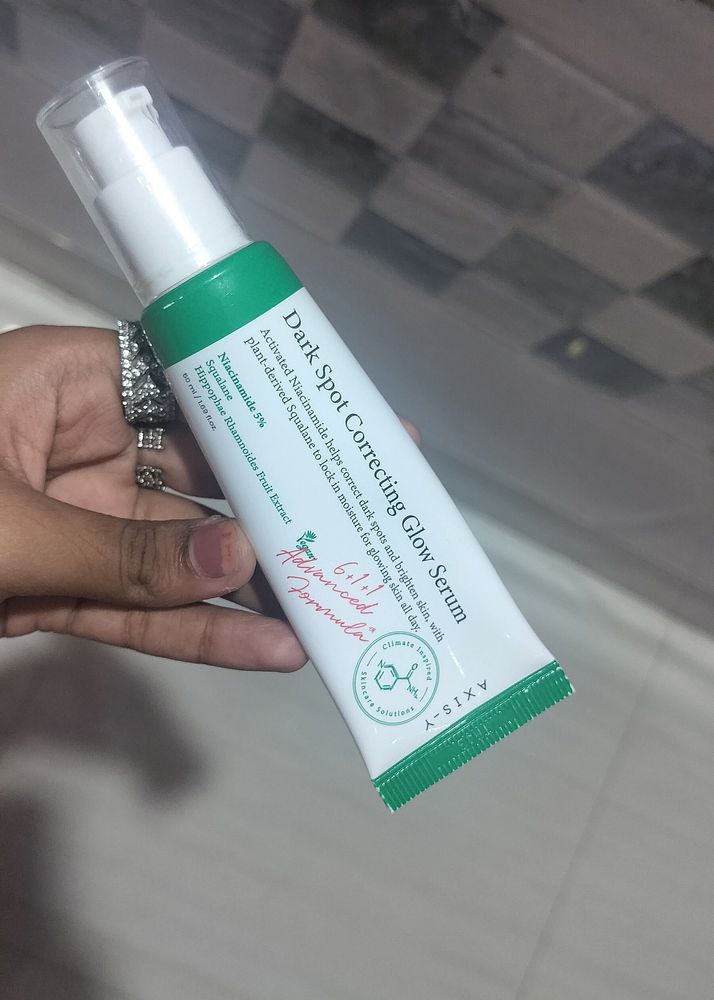 Dark Spot Correcting Glow Serum
Activated Niacinamide helps correct dark spots and brighten skin, with
plant-derived Squalane to lock in moisture for glowing skin all day.
Niacinamide 5%
Squalane
Hippophae Rhamnoides Fruit Extract
50 ml / 1.69 fl.oz.
Vegan
6+1+1
Advanced
Formula
Climate Inspired
Skincare Solutions
N
O
NH₂
AXIS-Y